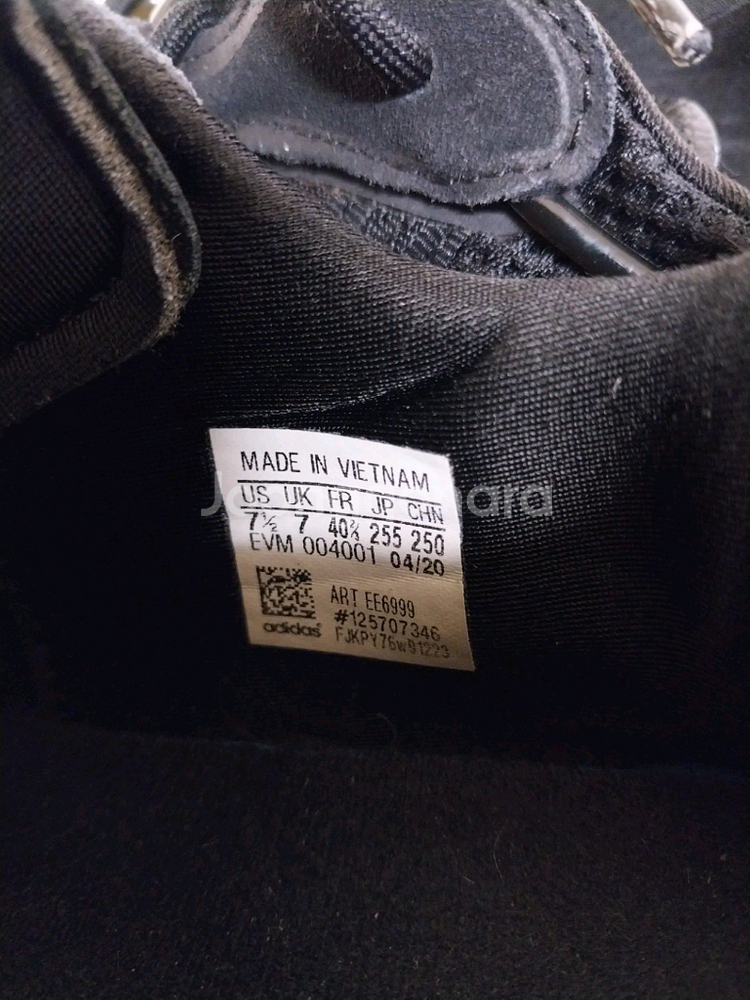 MADE IN VIETNAM
US UK FR JP CHN
7½ 7 40⅔ 255 250
EVM 004001 04/20
ART EE6999
#125707346
FJKPY76W91223
adidas